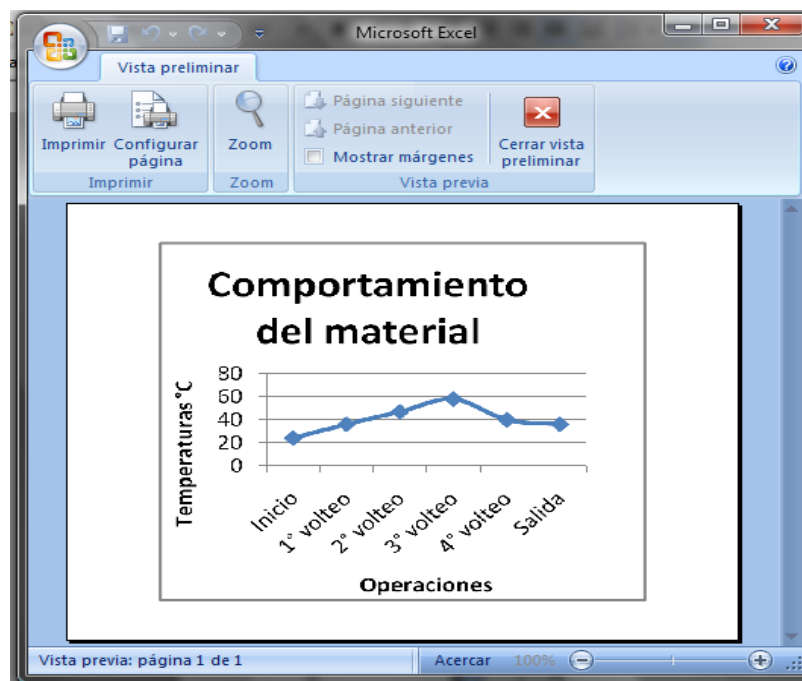 Microsoft Excel
Vista preliminar
Imprimir
Configurar
página
Zoom
Página siguiente
Página anterior
Mostrar márgenes
Cerrar vista
preliminar
Imprimir
Zoom
Vista previa
Comportamiento
del material
Temperaturas °C
80
60
40
20
0
Inicio
1° volteo
2° volteo
3° volteo
4° volteo
Salida
Operaciones
Vista previa: página 1 de 1
Acercar
100%